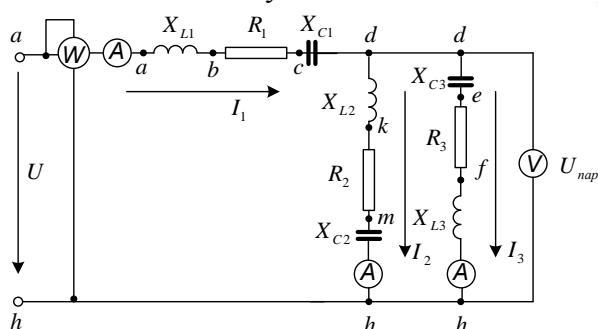 X_{L1} R_1 X_{C1}
a W A a b c d d
I_1
X_{L2} X_{C3}
k e
R_3
V U_{пар}
U
R_2 f
m
X_{C2} X_{L3}
A I_2 A I_3
h h h